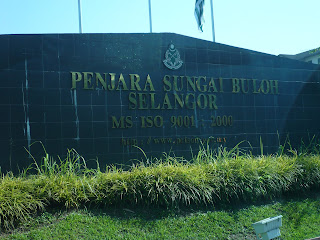 PENJARA SUNGAI BULOH
SELANGOR
MS ISO 9001 : 2000